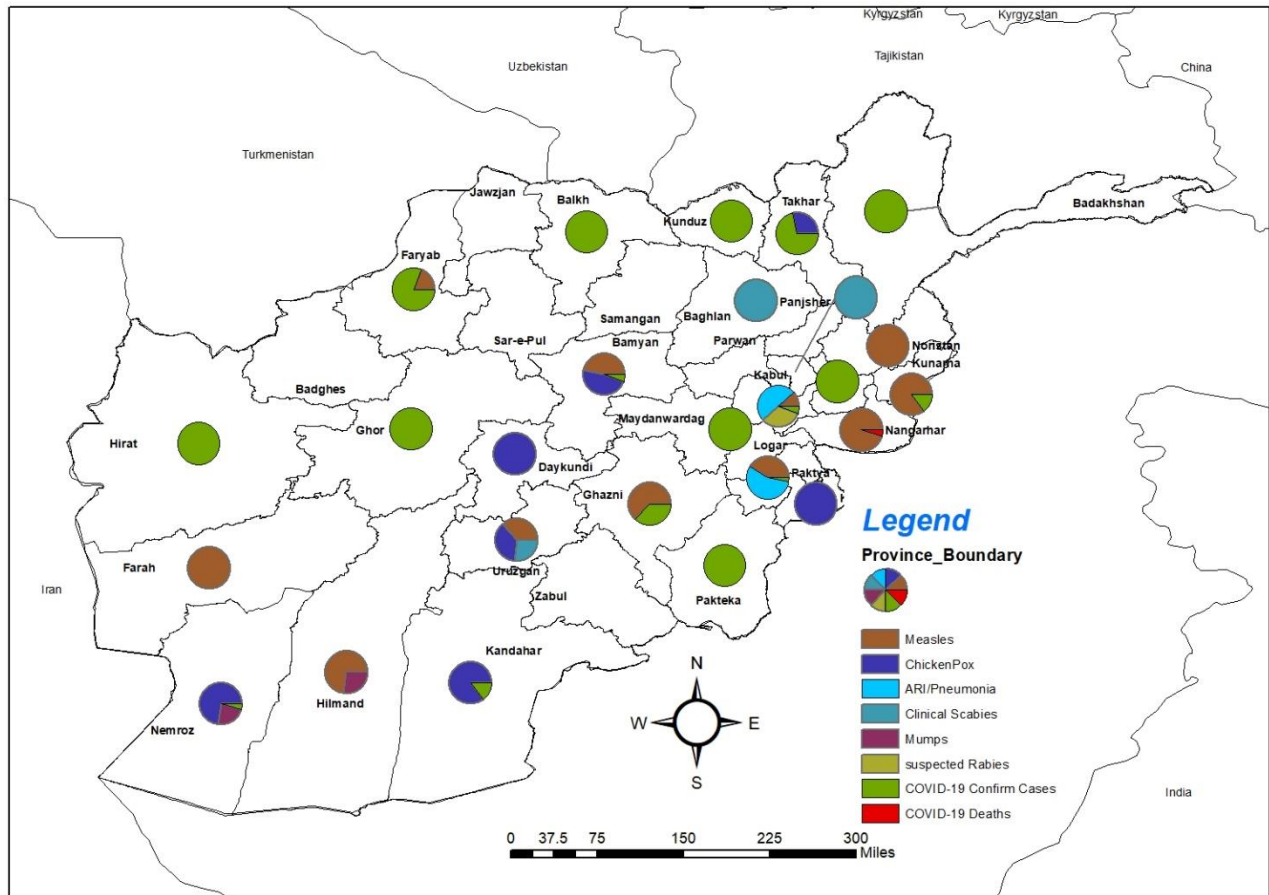 Kyrgyzstan
Kyrgyzstan
Tajikistan
Uzbekistan
China
Turkmenistan
Jawzjan
Balkh
Kunduz
Takhar
Badakhshan
Faryab
Samangan
Baghlan
Panjsher
Sar-e-Pul
Bamyan
Parwan
Nonstan
Kunama
Badghes
Kabul
Maydanwardag
Nangarhar
Hirat
Ghor
Logar
Daykundi
Paktya
Ghazni
Uruzgan
Farah
Iran
Zabul
Pakteka
Kandahar
Hilmand
Nemroz
India
N
W
E
S
0 37.5 75 150 225 300
Miles
Legend
Province_Boundary
Measles
ChickenPox
ARI/Pneumonia
Clinical Scabies
Mumps
suspected Rabies
COVID-19 Confirm Cases
COVID-19 Deaths